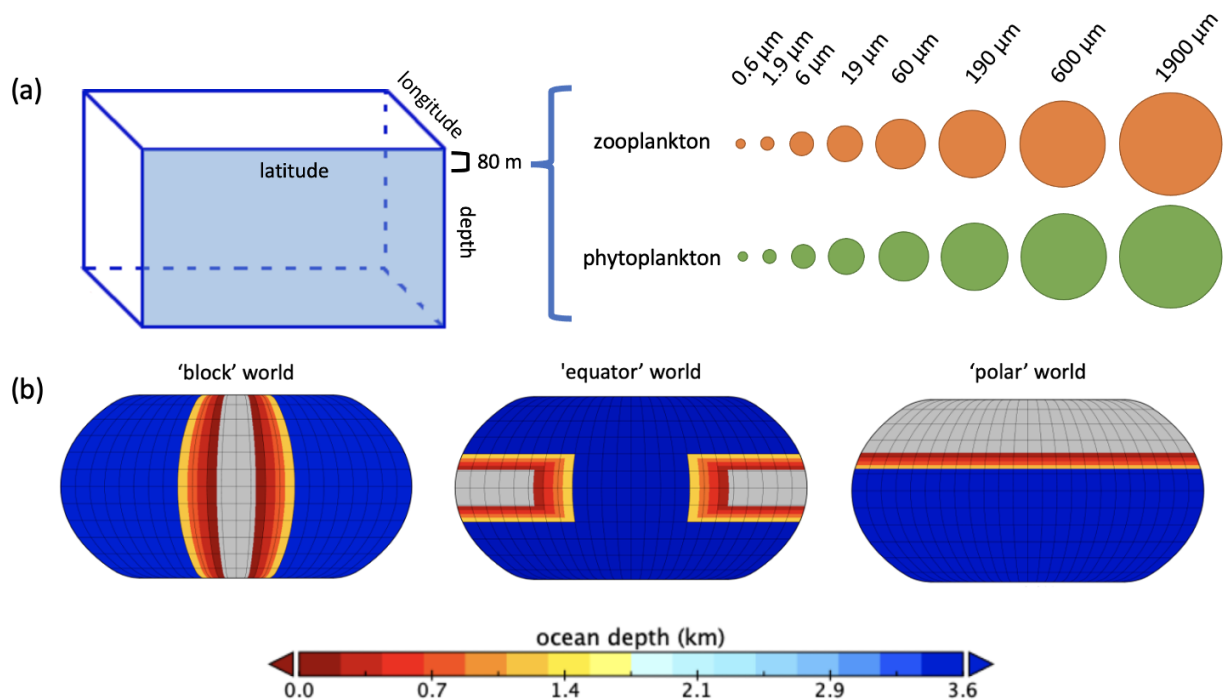 (a)
longitude
latitude
80 m
depth
0.6 µm
1.9 µm
6 µm
19 µm
60 µm
190 µm
600 µm
1900 µm
zooplankton
phytoplankton
(b)
‘block’ world
'equator’ world
‘polar’ world
ocean depth (km)
0.0 0.7 1.4 2.1 2.9 3.6